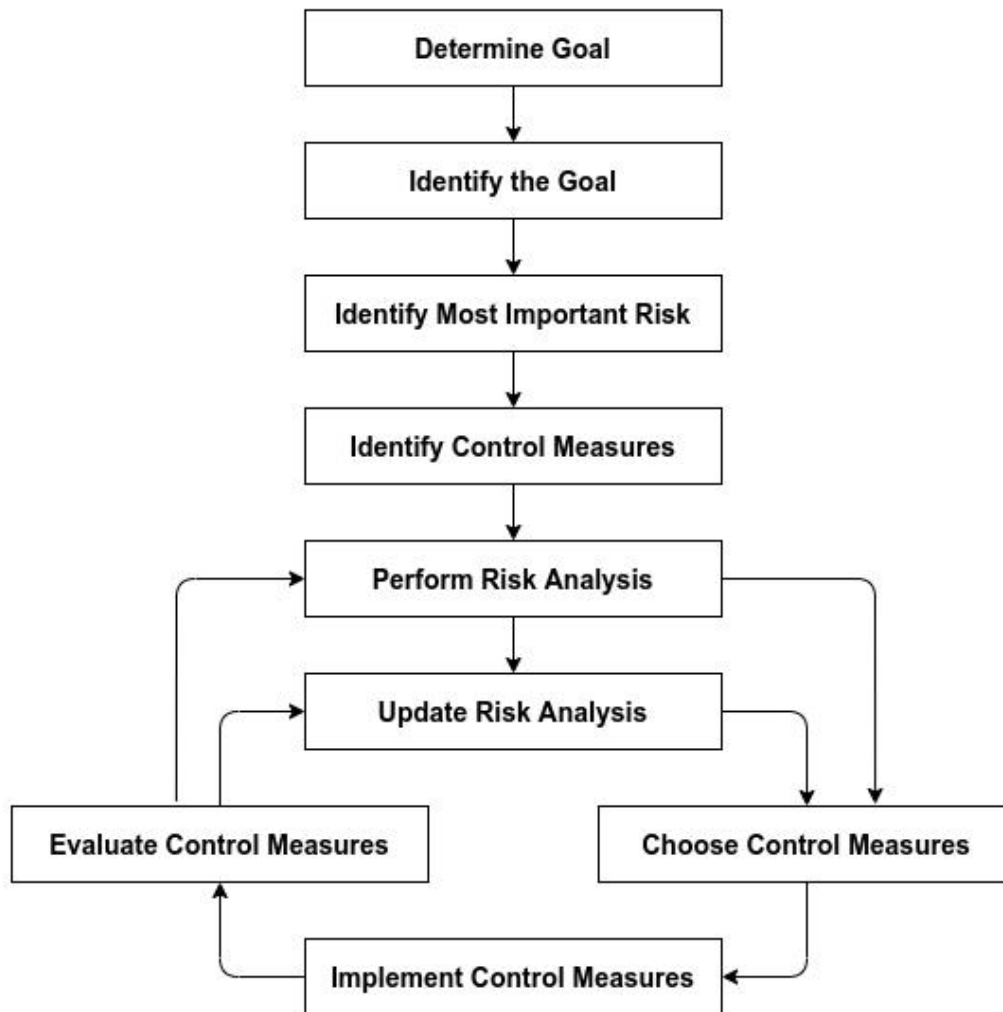 Determine Goal
Identify the Goal
Identify Most Important Risk
Identify Control Measures
Perform Risk Analysis
Update Risk Analysis
Evaluate Control Measures
Choose Control Measures
Implement Control Measures